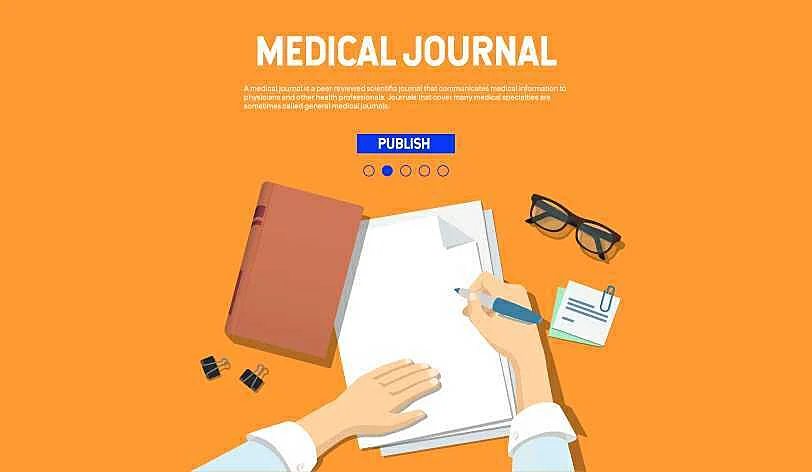 MEDICAL JOURNAL
A medical journal is a peer-reviewed scientific journal that communicates medical information to
physicians and other health professionals. Journals that cover many medical specialties are
sometimes called general medical journals.
PUBLISH